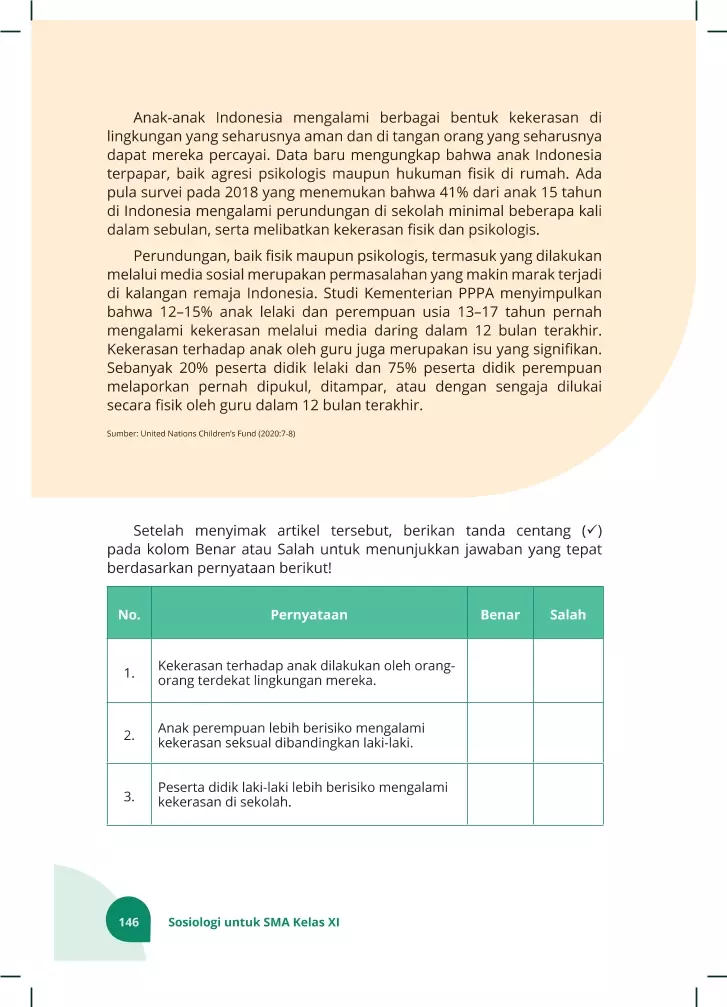 Anak-anak Indonesia mengalami berbagai bentuk kekerasan di
lingkungan yang seharusnya aman dan di tangan orang yang seharusnya
dapat mereka percayai. Data baru mengungkap bahwa anak Indonesia
terpapar, baik agresi psikologis maupun hukuman fisik di rumah. Ada
pula survei pada 2018 yang menemukan bahwa 41% dari anak 15 tahun
di Indonesia mengalami perundungan di sekolah minimal beberapa kali
dalam sebulan, serta melibatkan kekerasan fisik dan psikologis.
Perundungan, baik fisik maupun psikologis, termasuk yang dilakukan
melalui media sosial merupakan permasalahan yang makin marak terjadi
di kalangan remaja Indonesia. Studi Kementerian PPPA menyimpulkan
bahwa 12–15% anak lelaki dan perempuan usia 13–17 tahun pernah
mengalami kekerasan melalui media daring dalam 12 bulan terakhir.
Kekerasan terhadap anak oleh guru juga merupakan isu yang signifikan.
Sebanyak 20% peserta didik lelaki dan 75% peserta didik perempuan
melaporkan pernah dipukul, ditampar, atau dengan sengaja dilukai
secara fisik oleh guru dalam 12 bulan terakhir.
Sumber: United Nations Children's Fund (2020:7-8)
Setelah menyimak artikel tersebut, berikan tanda centang (✓)
pada kolom Benar atau Salah untuk menunjukkan jawaban yang tepat
berdasarkan pernyataan berikut!
No. Pernyataan Benar Salah
1. Kekerasan terhadap anak dilakukan oleh orang-
orang terdekat lingkungan mereka.
2. Anak perempuan lebih berisiko mengalami
kekerasan seksual dibandingkan laki-laki.
3. Peserta didik laki-laki lebih berisiko mengalami
kekerasan di sekolah.
146 Sosiologi untuk SMA Kelas XI